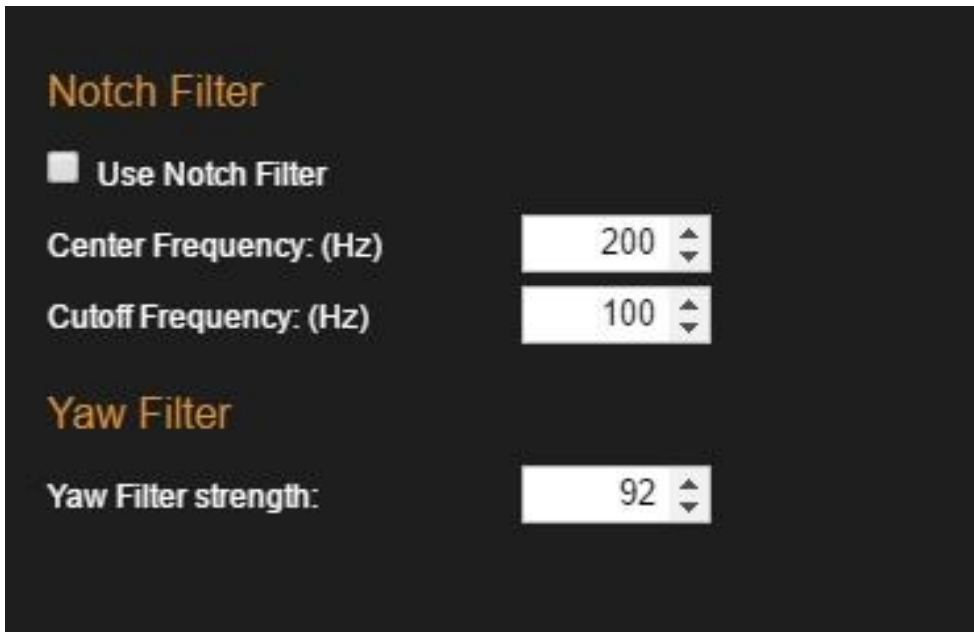 Notch Filter
Use Notch Filter
Center Frequency: (Hz) 200
Cutoff Frequency: (Hz) 100
Yaw Filter
Yaw Filter strength: 92